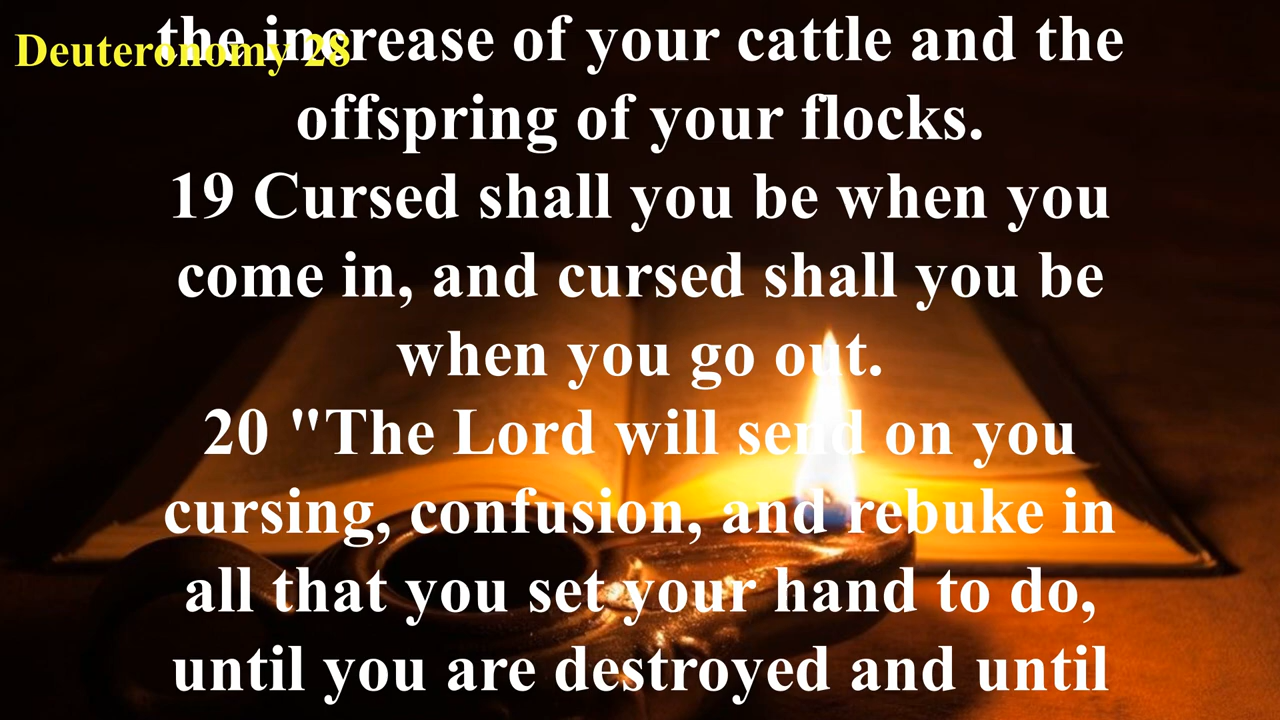 Deuteronomy 28
the increase of your cattle and the
offspring of your flocks.
19 Cursed shall you be when you
come in, and cursed shall you be
when you go out.
20 "The Lord will send on you
cursing, confusion, and rebuke in
all that you set your hand to do,
until you are destroyed and until